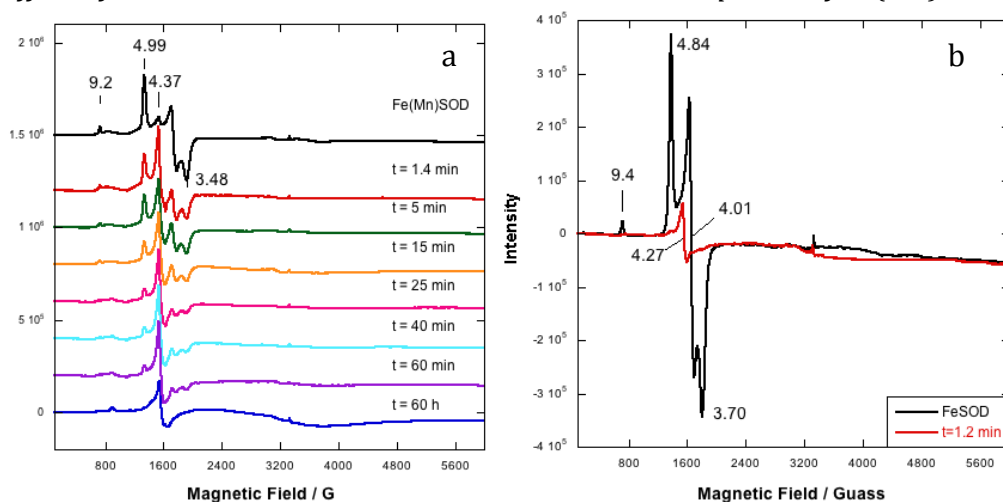 a
2 10⁶
1.5 10⁶
1 10⁶
5 10⁵
0
9.2
4.99
4.37
3.48
Fe(Mn)SOD
t = 1.4 min
t = 5 min
t = 15 min
t = 25 min
t = 40 min
t = 60 min
t = 60 h
800 1600 2400 3200 4000 4800 5600
Magnetic Field / G
b
Intensity
4 10⁵
3 10⁵
2 10⁵
1 10⁵
0
-1 10⁵
-2 10⁵
-3 10⁵
-4 10⁵
9.4
4.84
4.01
4.27
3.70
FeSOD
t=1.2 min
800 1600 2400 3200 4000 4800 5600
Magnetic Field / Guass